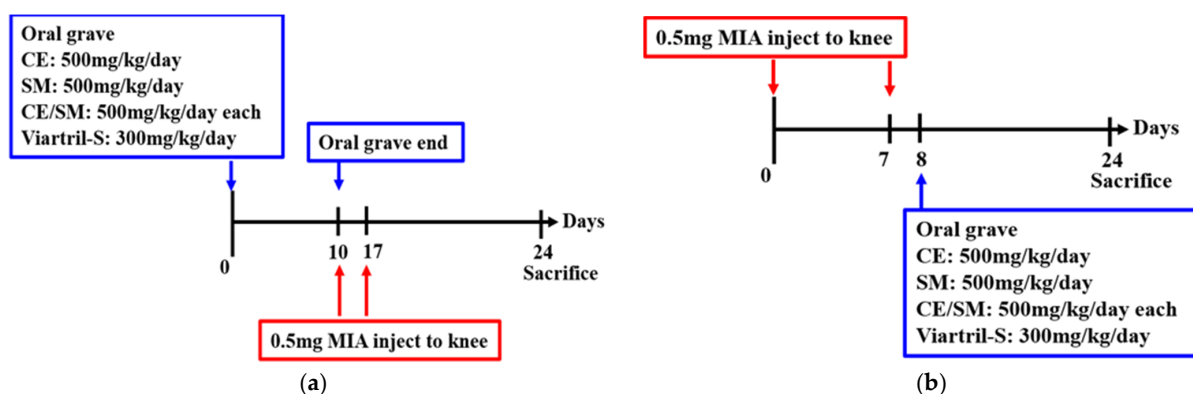 Oral grave
CE: 500mg/kg/day
SM: 500mg/kg/day
CE/SM: 500mg/kg/day each
Viartril-S: 300mg/kg/day
Oral grave end
Days
0
10
17
24
Sacrifice
0.5mg MIA inject to knee
(a)
0.5mg MIA inject to knee
Days
0
7
8
24
Sacrifice
Oral grave
CE: 500mg/kg/day
SM: 500mg/kg/day
CE/SM: 500mg/kg/day each
Viartril-S: 300mg/kg/day
(b)